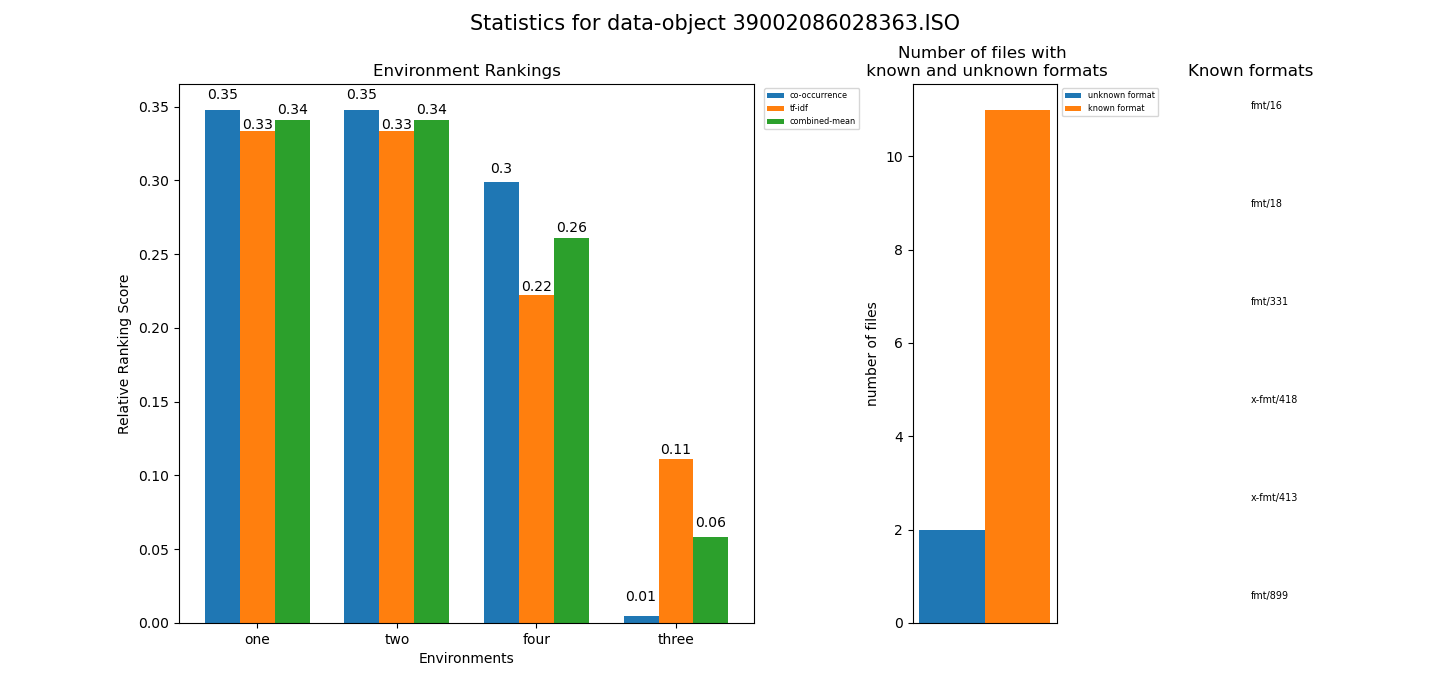 Statistics for data-object 39002086028363.ISO
Environment Rankings
Relative Ranking Score
0.35
0.30
0.25
0.20
0.15
0.10
0.05
0.00
0.35
0.33
0.34
0.35
0.33
0.34
0.3
0.22
0.26
0.01
0.11
0.06
one
two
four
three
Environments
co-occurrence
tf-idf
combined-mean
Number of files with
known and unknown formats
number of files
10
8
6
4
2
0
unknown format
known format
Known formats
fmt/16
fmt/18
fmt/331
x-fmt/418
x-fmt/413
fmt/899